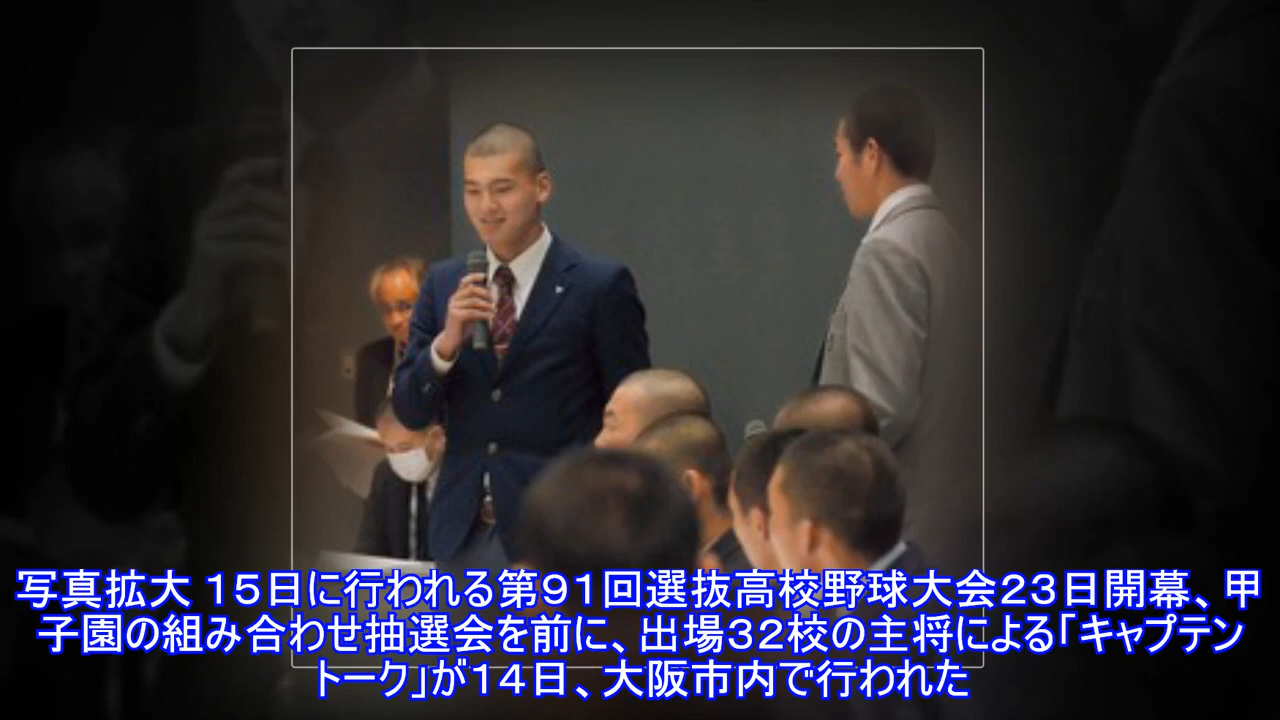 写真拡大 １５日に行われる第９１回選抜高校野球大会２３日開幕、甲
子園の組み合わせ抽選会を前に、出場３２校の主将による「キャプテン
トーク」が１４日、大阪市内で行われた